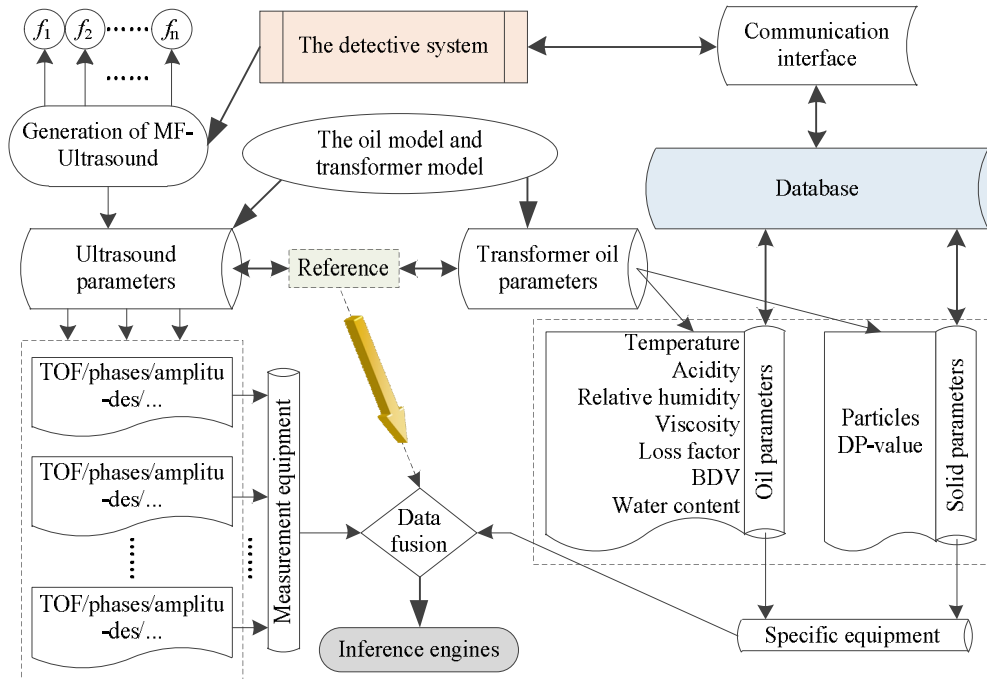 f1 f2 ...... fn
......
The detective system
Communication
interface
Generation of MF-
Ultrasound
The oil model and
transformer model
Database
Ultrasound
parameters
Reference
Transformer oil
parameters
TOF/phases/amplitu
-des/...
TOF/phases/amplitu
-des/...
TOF/phases/amplitu
-des/...
Measurement equipment
Data
fusion
Inference engines
Temperature
Acidity
Relative humidity
Viscosity
Loss factor
BDV
Water content
Oil parameters
Particles
DP-value
Solid parameters
Specific equipment